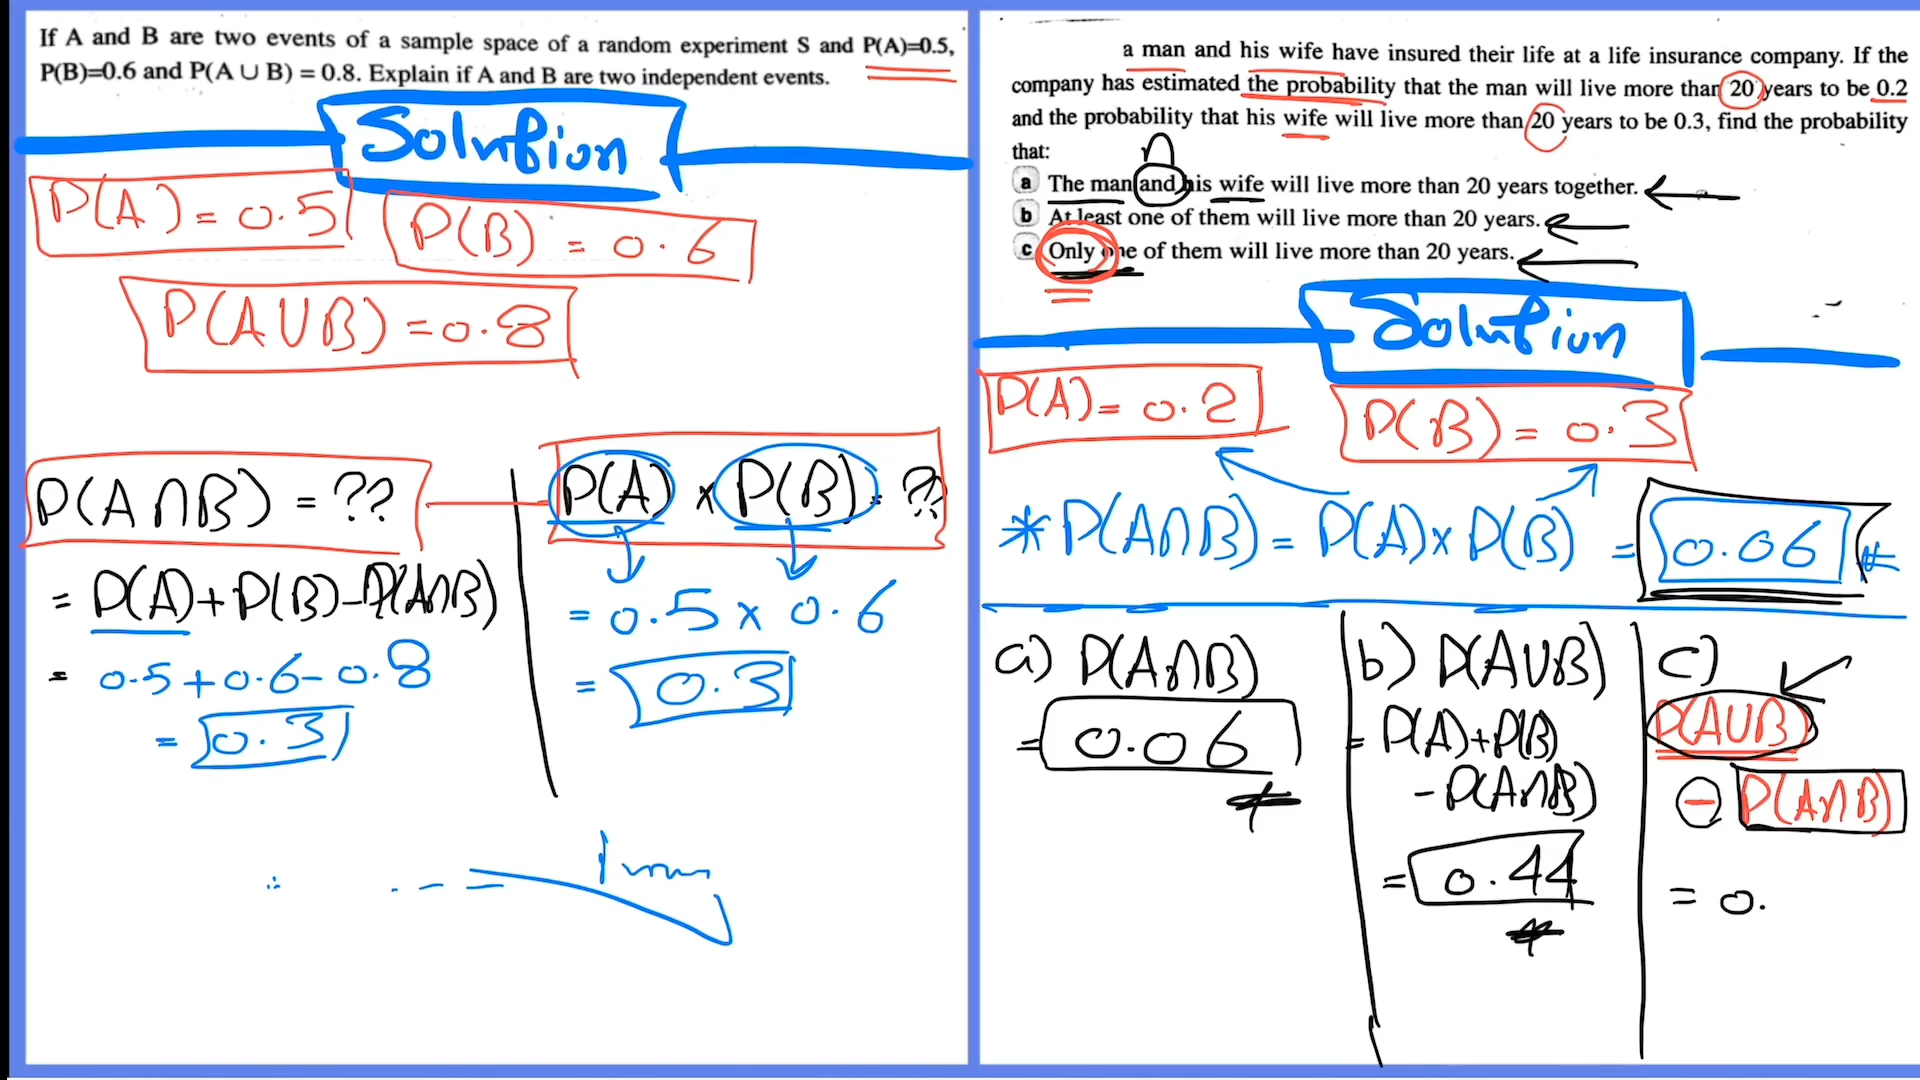 If A and B are two events of a sample space of a random experiment S and P(A)=0.5,
P(B)=0.6 and P(A ∪ B) = 0.8. Explain if A and B are two independent events.
Solution
P(A) = 0.5
P(B) = 0.6
P(A∪B) = 0.8
P(A∩B) = ??
= P(A)+P(B)-P(A∩B)
= 0.5+0.6-0.8
= 0.3
P(A) x P(B) = ??
= 0.5 x 0.6
= 0.3
a man and his wife have insured their life at a life insurance company. If the
company has estimated the probability that the man will live more than 20 years to be 0.2
and the probability that his wife will live more than 20 years to be 0.3, find the probability
that:
∩
a The man and his wife will live more than 20 years together.
b At least one of them will live more than 20 years.
c Only one of them will live more than 20 years.
Solution
P(A) = 0.2
P(B) = 0.3
* P(A∩B) = P(A)x P(B) = 0.06
a) P(A∩B)
= 0.06
b) P(A∪B)
= P(A)+P(B)
- P(A∩B)
= 0.44
c)
P(A∪B)
- P(A∩B)
= 0.